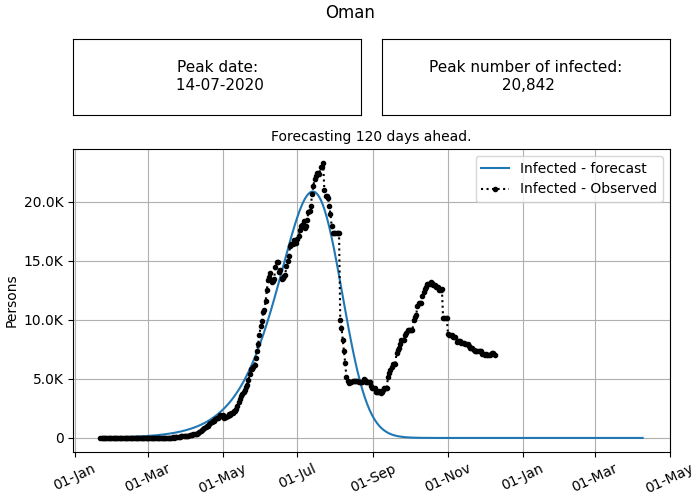 Oman
Peak date:
14-07-2020
Peak number of infected:
20,842
Forecasting 120 days ahead.
Infected - forecast
Infected - Observed
Persons
20.0K
15.0K
10.0K
5.0K
0
01-Jan
01-Mar
01-May
01-Jul
01-Sep
01-Nov
01-Jan
01-Mar
01-May